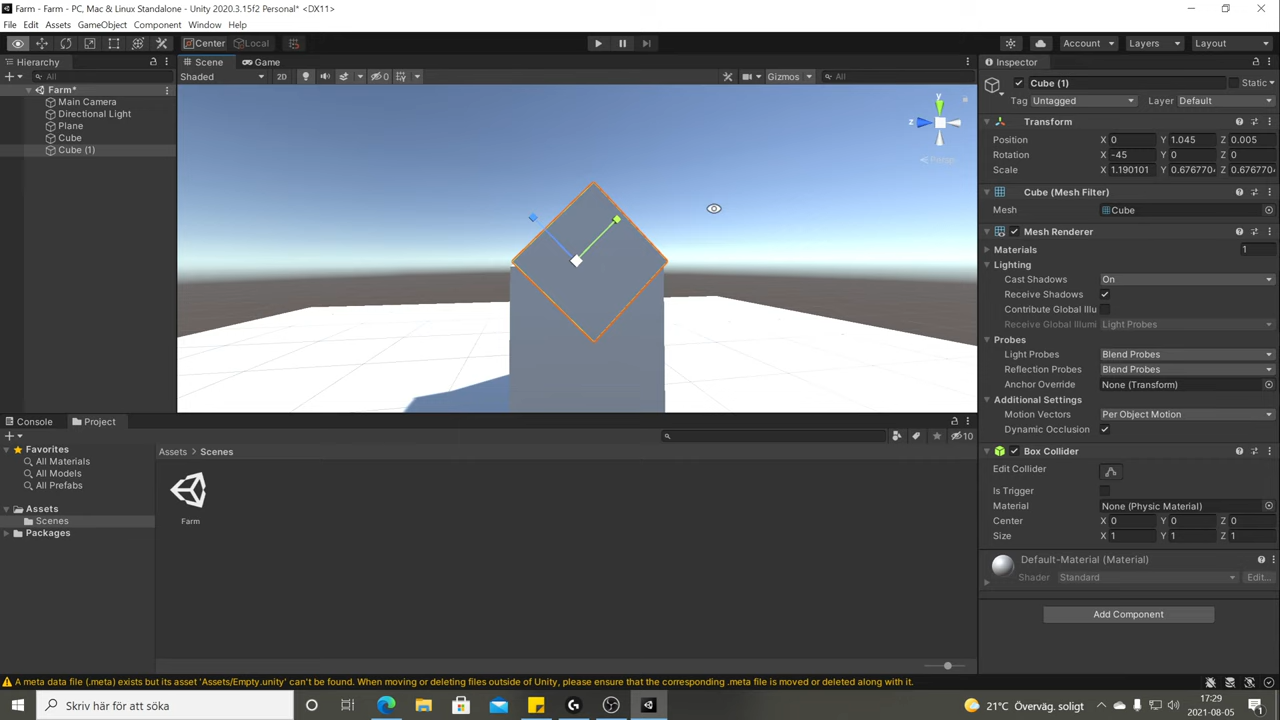 Farm - Farm - PC, Mac & Linux Standalone - Unity 2020.3.15f2 Personal* <DX11>
File Edit Assets GameObject Component Window Help
Center Local Account Layers Layout
Hierarchy
All
Farm*
Main Camera
Directional Light
Plane
Cube
Cube (1)
Scene Game
Shaded 2D 0 Gizmos All
y
z
Persp
Inspector
Cube (1) Static
Tag Untagged Layer Default
Transform
Position X 0 Y 1.045 Z 0.005
Rotation X -45 Y 0 Z 0
Scale X 1.190101 Y 0.676770 Z 0.676770
Cube (Mesh Filter)
Mesh Cube
Mesh Renderer
Materials 1
Lighting
Cast Shadows On
Receive Shadows
Contribute Global Illu
Receive Global Illumi Light Probes
Probes
Light Probes Blend Probes
Reflection Probes Blend Probes
Anchor Override None (Transform)
Additional Settings
Motion Vectors Per Object Motion
Dynamic Occlusion
Box Collider
Edit Collider
Is Trigger
Material None (Physic Material)
Center X 0 Y 0 Z 0
Size X 1 Y 1 Z 1
Default-Material (Material)
Shader Standard Edit...
Add Component
Console Project
10
Favorites
All Materials
All Models
All Prefabs
Assets
Scenes
Packages
Assets > Scenes
Farm
A meta data file (.meta) exists but its asset 'Assets/Empty.unity' can't be found. When moving or deleting files outside of Unity, please ensure that the corresponding .meta file is moved or deleted along with it.
Skriv här för att söka
21°C Överväg. soligt
17:29
2021-08-05
1